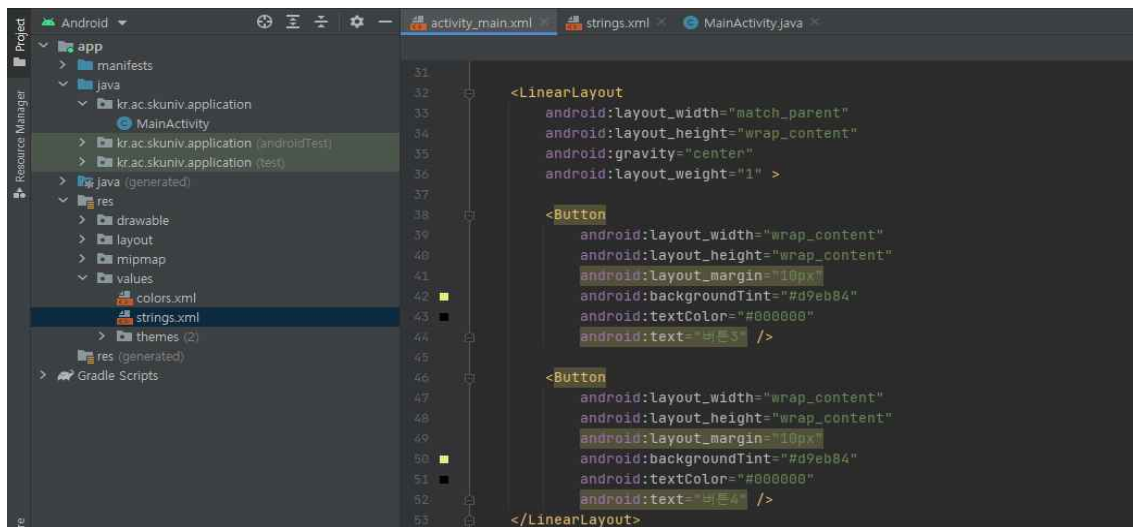 Project
Resource Manager
Android
app
manifests
java
kr.ac.skuniv.application
MainActivity
kr.ac.skuniv.application (androidTest)
kr.ac.skuniv.application (test)
java (generated)
res
drawable
layout
mipmap
values
colors.xml
strings.xml
themes (2)
res (generated)
Gradle Scripts
activity_main.xml
strings.xml
MainActivity.java
31
32 <LinearLayout
33 android:layout_width="match_parent"
34 android:layout_height="wrap_content"
35 android:gravity="center"
36 android:layout_weight="1" >
37
38 <Button
39 android:layout_width="wrap_content"
40 android:layout_height="wrap_content"
41 android:layout_margin="10px"
42 android:backgroundTint="#d9eb84"
43 android:textColor="#000000"
44 android:text="버튼3" />
45
46 <Button
47 android:layout_width="wrap_content"
48 android:layout_height="wrap_content"
49 android:layout_margin="10px"
50 android:backgroundTint="#d9eb84"
51 android:textColor="#000000"
52 android:text="버튼4" />
53 </LinearLayout>